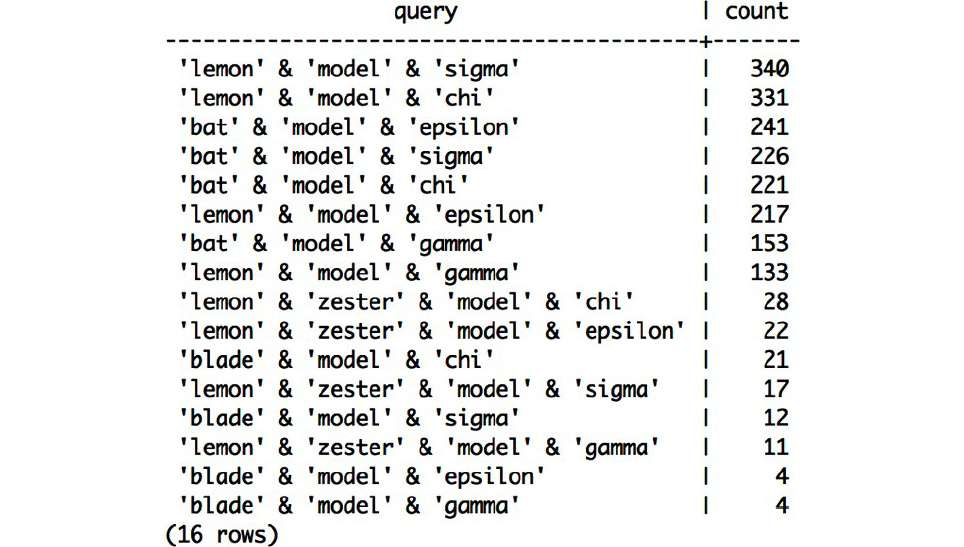 query | count
------------------------------------------+-------
'lemon' & 'model' & 'sigma' | 340
'lemon' & 'model' & 'chi' | 331
'bat' & 'model' & 'epsilon' | 241
'bat' & 'model' & 'sigma' | 226
'bat' & 'model' & 'chi' | 221
'lemon' & 'model' & 'epsilon' | 217
'bat' & 'model' & 'gamma' | 153
'lemon' & 'model' & 'gamma' | 133
'lemon' & 'zester' & 'model' & 'chi' | 28
'lemon' & 'zester' & 'model' & 'epsilon' | 22
'blade' & 'model' & 'chi' | 21
'lemon' & 'zester' & 'model' & 'sigma' | 17
'blade' & 'model' & 'sigma' | 12
'lemon' & 'zester' & 'model' & 'gamma' | 11
'blade' & 'model' & 'epsilon' | 4
'blade' & 'model' & 'gamma' | 4
(16 rows)